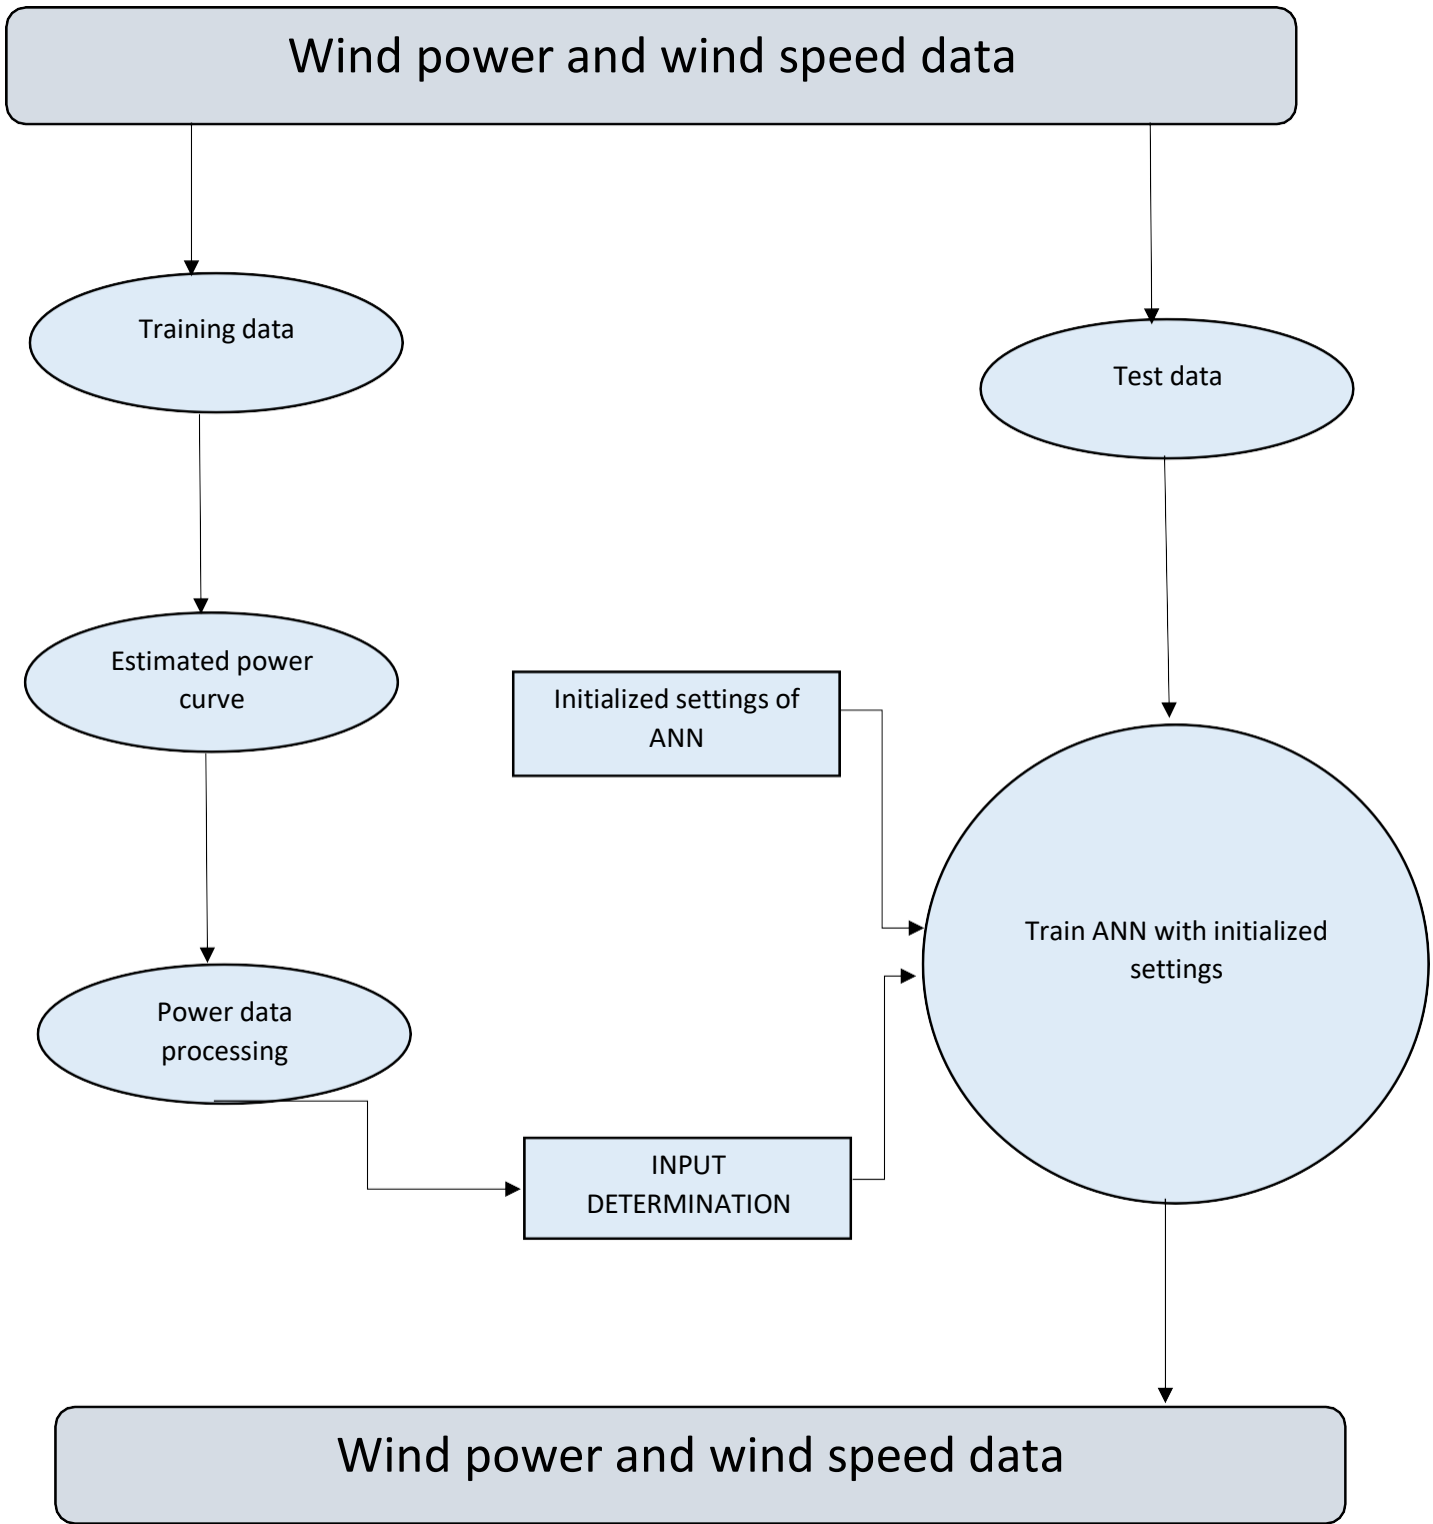 Wind power and wind speed data
Training data
Test data
Estimated power
curve
Initialized settings of
ANN
Train ANN with initialized
settings
Power data
processing
INPUT
DETERMINATION
Wind power and wind speed data